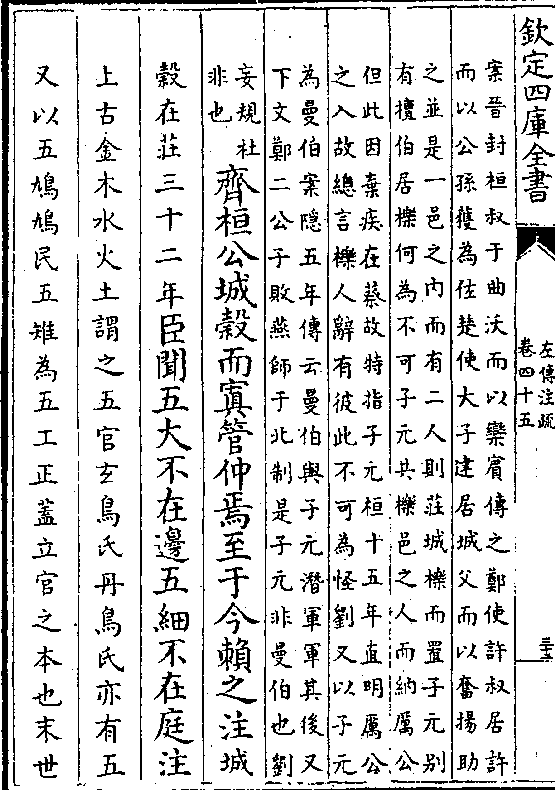 欽定四庫全書
左傳注疏
卷四十五
案晉封桓叔于曲沃而以欒賓傳之鄭使許叔居許
而以公孫獲為佐楚使大子建居城父而以奮揚助
之並是一邑之内而有二人則莊城櫟而置子元别
有檀伯居櫟何為不可子元共櫟邑之人而納厲公
但此因棄疾在蔡故特指子元桓十五年直明厲公
之入故總言櫟人辭有彼此不可為怪劉又以子元
為曼伯案隱五年傳云曼伯與子元潛軍軍其後又
下文鄭二公子敗燕師于北制是子元非曼伯也劉
妄規社
非也
齊桓公城穀而寘管仲焉至于今賴之注城
穀在莊三十二年臣聞五大不在邊五細不在庭注
上古金木水火土謂之五官玄鳥氏丹鳥氏亦有五
又以五鳩鳩民五雉為五工正蓋立官之本也末世